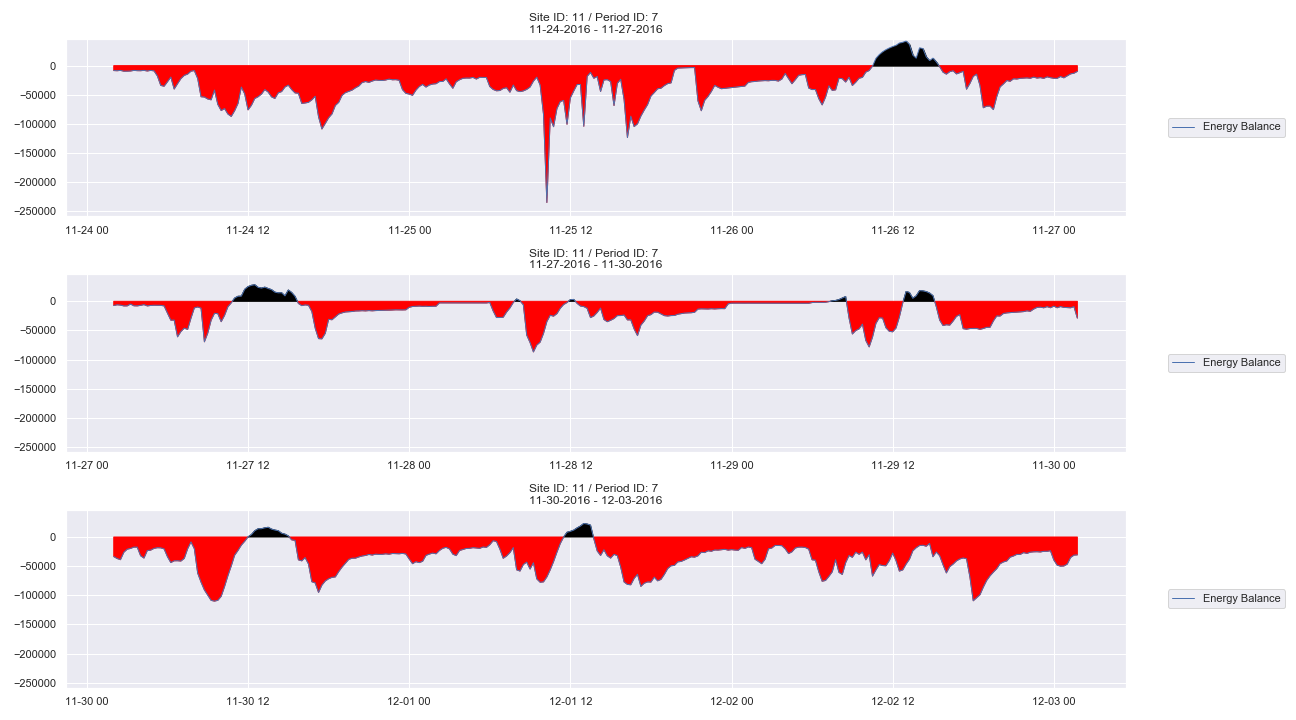 Site ID: 11 / Period ID: 7
11-24-2016 - 11-27-2016
0
−50000
−100000
−150000
−200000
−250000
11-24 00 11-24 12 11-25 00 11-25 12 11-26 00 11-26 12 11-27 00
Energy Balance
Site ID: 11 / Period ID: 7
11-27-2016 - 11-30-2016
0
−50000
−100000
−150000
−200000
−250000
11-27 00 11-27 12 11-28 00 11-28 12 11-29 00 11-29 12 11-30 00
Energy Balance
Site ID: 11 / Period ID: 7
11-30-2016 - 12-03-2016
0
−50000
−100000
−150000
−200000
−250000
11-30 00 11-30 12 12-01 00 12-01 12 12-02 00 12-02 12 12-03 00
Energy Balance